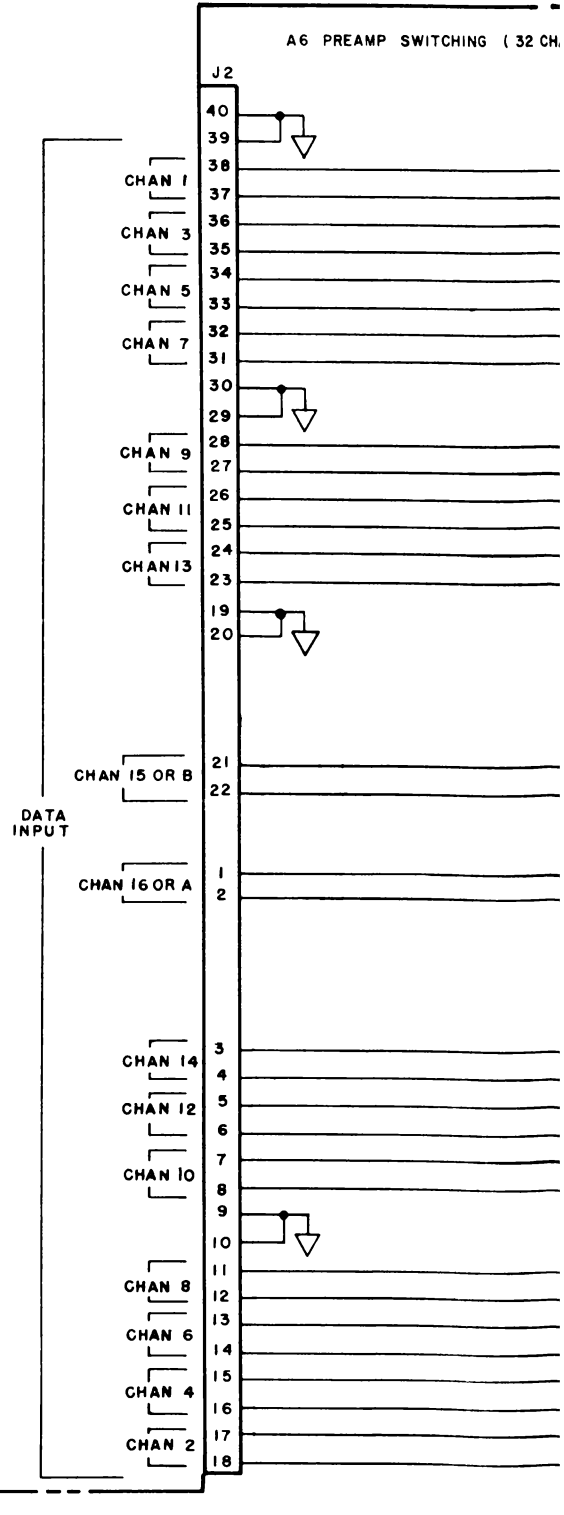 A6 PREAMP SWITCHING ( 32 CH
J2
40
39
38
CHAN 1
37
36
CHAN 3
35
34
CHAN 5
33
32
CHAN 7
31
30
29
28
CHAN 9
27
26
CHAN 11
25
24
CHAN 13
23
19
20
21
CHAN 15 OR B
22
DATA
INPUT
1
CHAN 16 OR A
2
3
CHAN 14
4
5
CHAN 12
6
7
CHAN 10
8
9
10
11
CHAN 8
12
13
CHAN 6
14
15
CHAN 4
16
17
CHAN 2
18